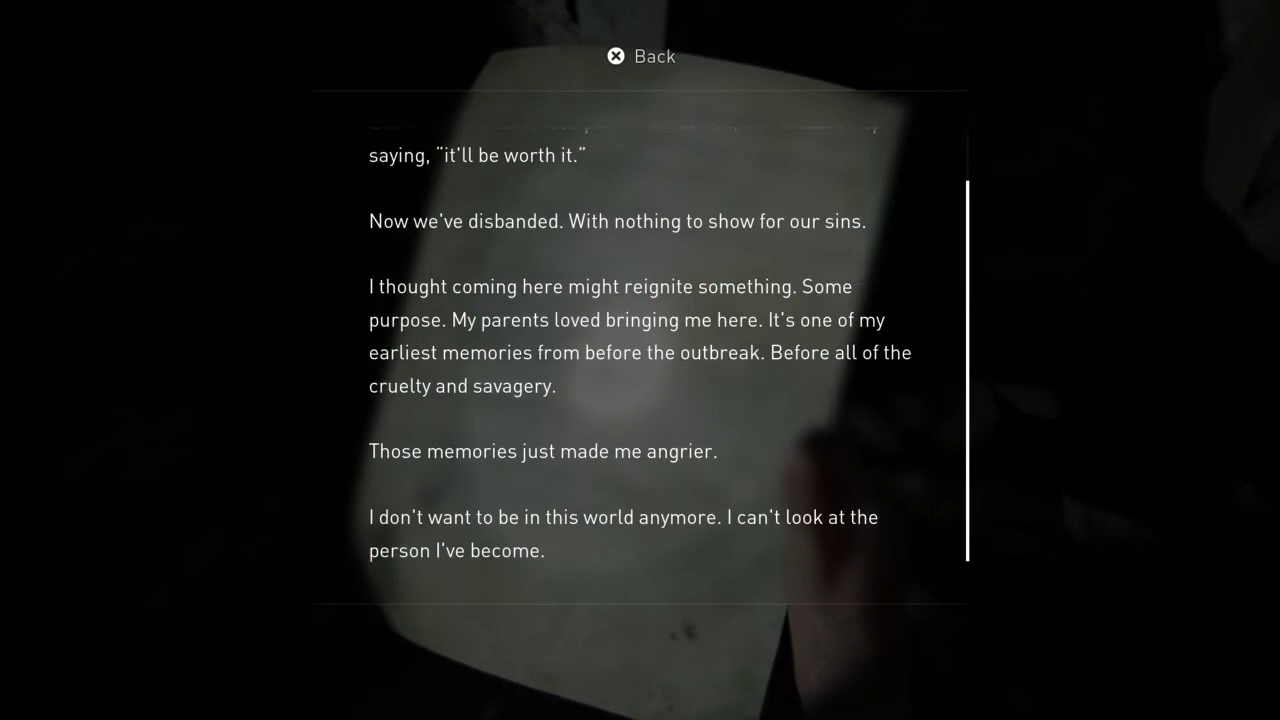 Back
saying, “it'll be worth it.”
Now we've disbanded. With nothing to show for our sins.
I thought coming here might reignite something. Some
purpose. My parents loved bringing me here. It's one of my
earliest memories from before the outbreak. Before all of the
cruelty and savagery.
Those memories just made me angrier.
I don't want to be in this world anymore. I can't look at the
person I've become.